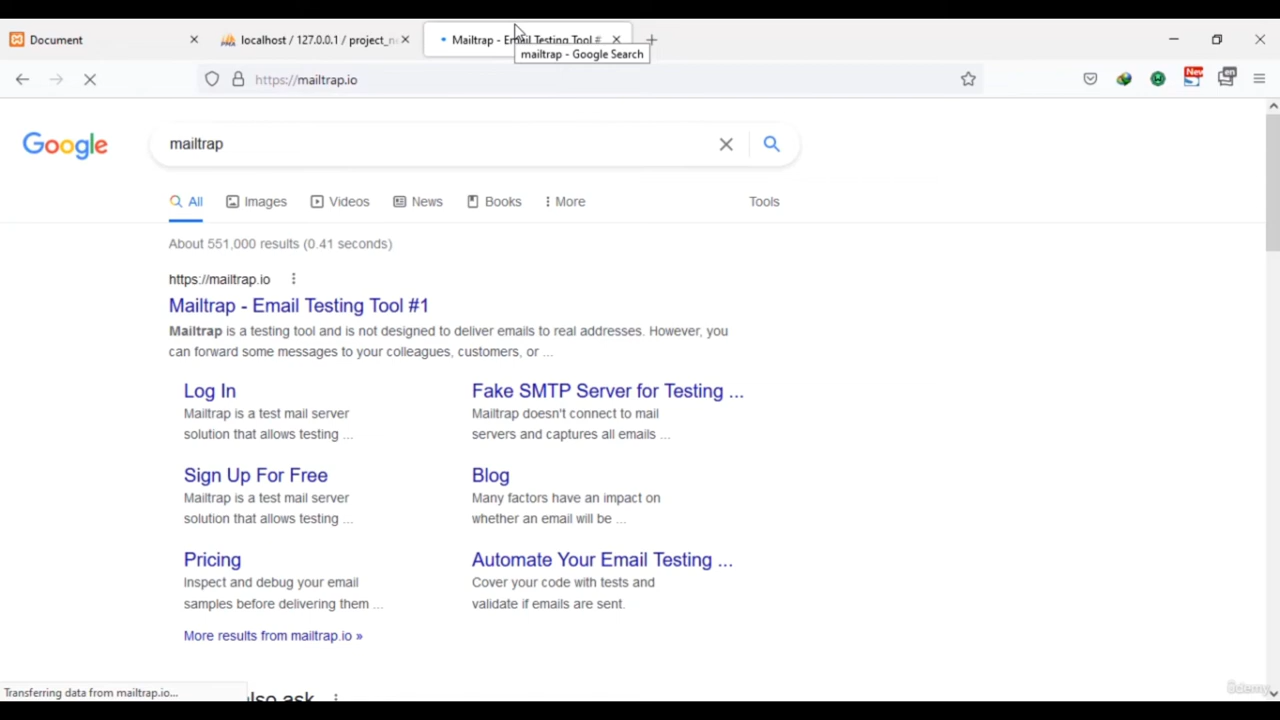 Document
localhost / 127.0.0.1 / project_n
Mailtrap - Email Testing Tool #
mailtrap - Google Search
https://mailtrap.io
New
en
Google
mailtrap
All
Images
Videos
News
Books
More
Tools
About 551,000 results (0.41 seconds)
https://mailtrap.io
Mailtrap - Email Testing Tool #1
Mailtrap is a testing tool and is not designed to deliver emails to real addresses. However, you
can forward some messages to your colleagues, customers, or ...
Log In
Mailtrap is a test mail server
solution that allows testing ...
Fake SMTP Server for Testing ...
Mailtrap doesn't connect to mail
servers and captures all emails ...
Sign Up For Free
Mailtrap is a test mail server
solution that allows testing ...
Blog
Many factors have an impact on
whether an email will be ...
Pricing
Inspect and debug your email
samples before delivering them ...
Automate Your Email Testing ...
Cover your code with tests and
validate if emails are sent.
More results from mailtrap.io »
also ask
Transferring data from mailtrap.io...
ûdemy